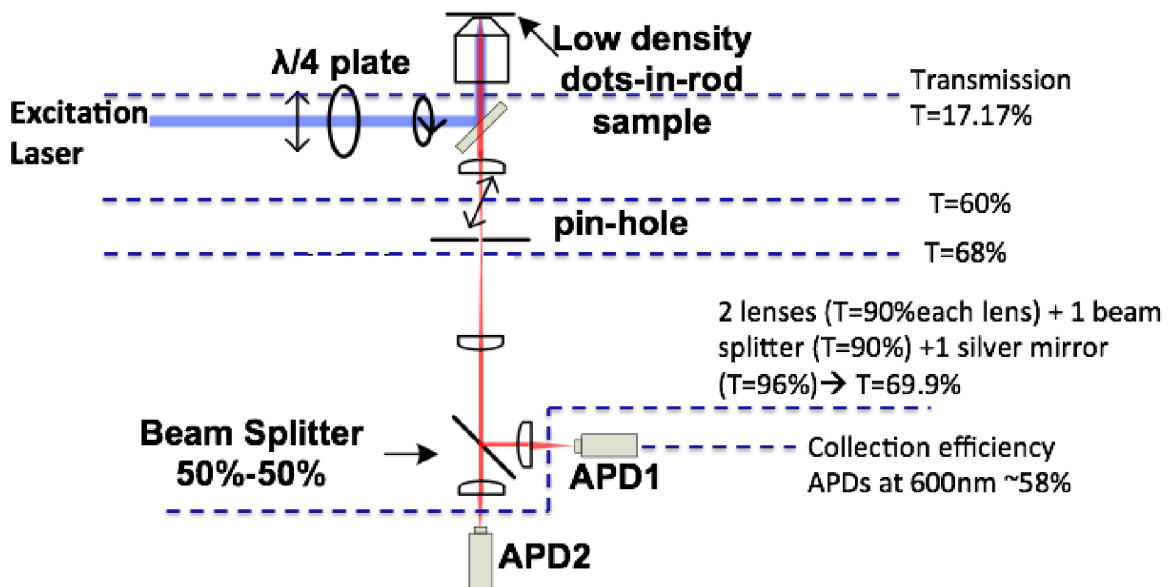 λ/4 plate
Low density
dots-in-rod
sample
Transmission
T=17.17%
Excitation
Laser
T=60%
pin-hole
T=68%
2 lenses (T=90%each lens) + 1 beam
splitter (T=90%) +1 silver mirror
(T=96%)→ T=69.9%
Beam Splitter
50%-50%
Collection efficiency
APDs at 600nm ~58%
APD1
APD2